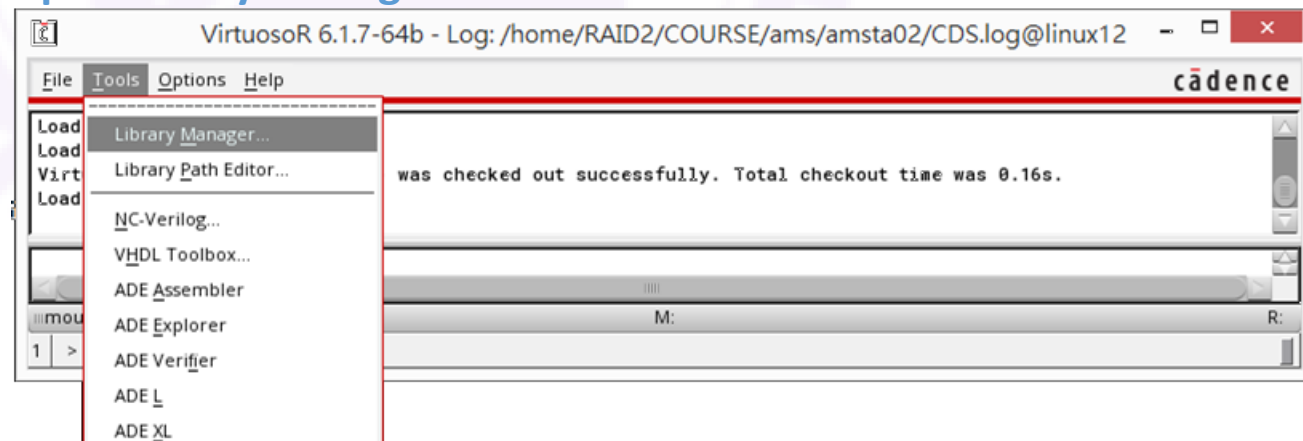 VirtuosoR 6.1.7-64b - Log: /home/RAID2/COURSE/ams/amsta02/CDS.log@linux12
File Tools Options Help
cādence
Load
Load
Virt was checked out successfully. Total checkout time was 0.16s.
Load
Library Manager...
Library Path Editor...
NC-Verilog...
VHDL Toolbox...
ADE Assembler
ADE Explorer
ADE Verifier
ADE L
ADE XL
mou M: R:
1 >